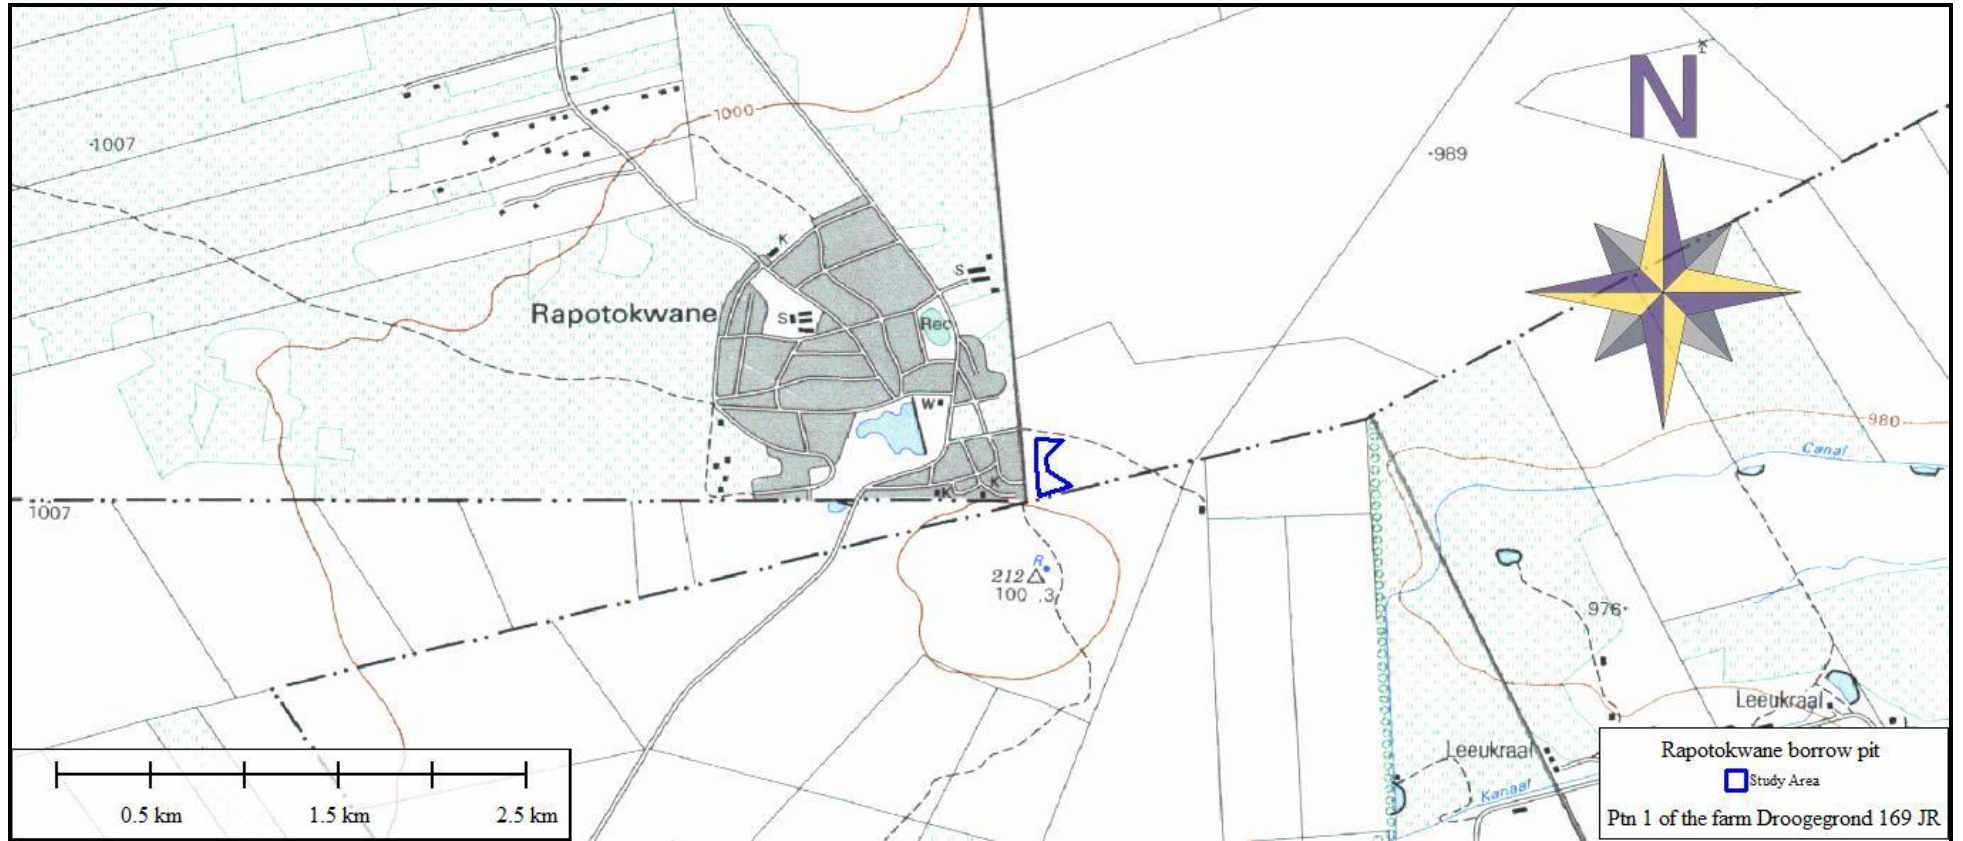 N
1000
1007
989
K
S
Rapotokwane
S
Rec
W
980
Canal
K
K
1007
R
212
100 .3
976
Leeukraal
Leeukraal
Kanaal
0.5 km 1.5 km 2.5 km
Rapotokwane borrow pit
Study Area
Ptn 1 of the farm Droogegrond 169 JR